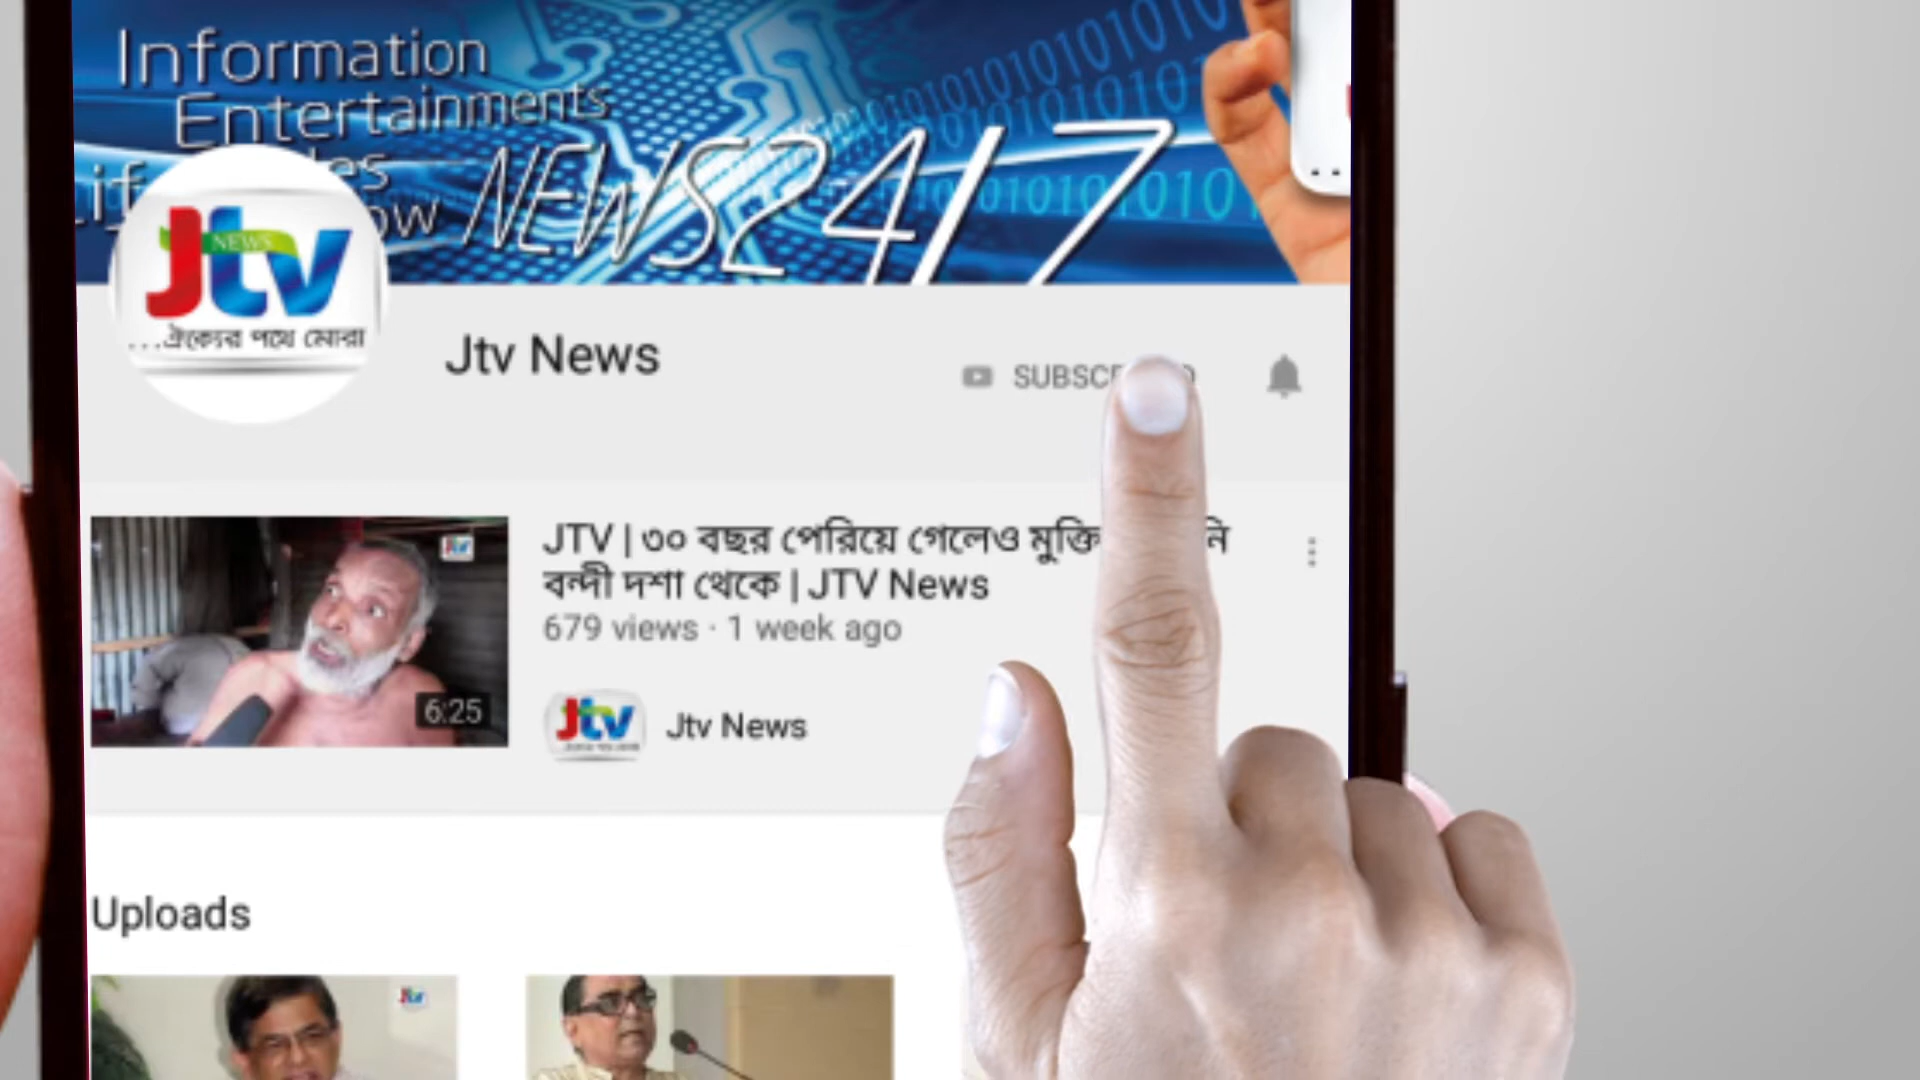 Information
Entertainments
NEWS24/7
Jtv
NEWS
...ঐক্যের পথে মোরা
Jtv News
JTV | ৩০ বছর পেরিয়ে গেলেও
বন্দী দশা থেকে | JTV News
679 views · 1 week ago
6:25
Jtv
Jtv News
Uploads